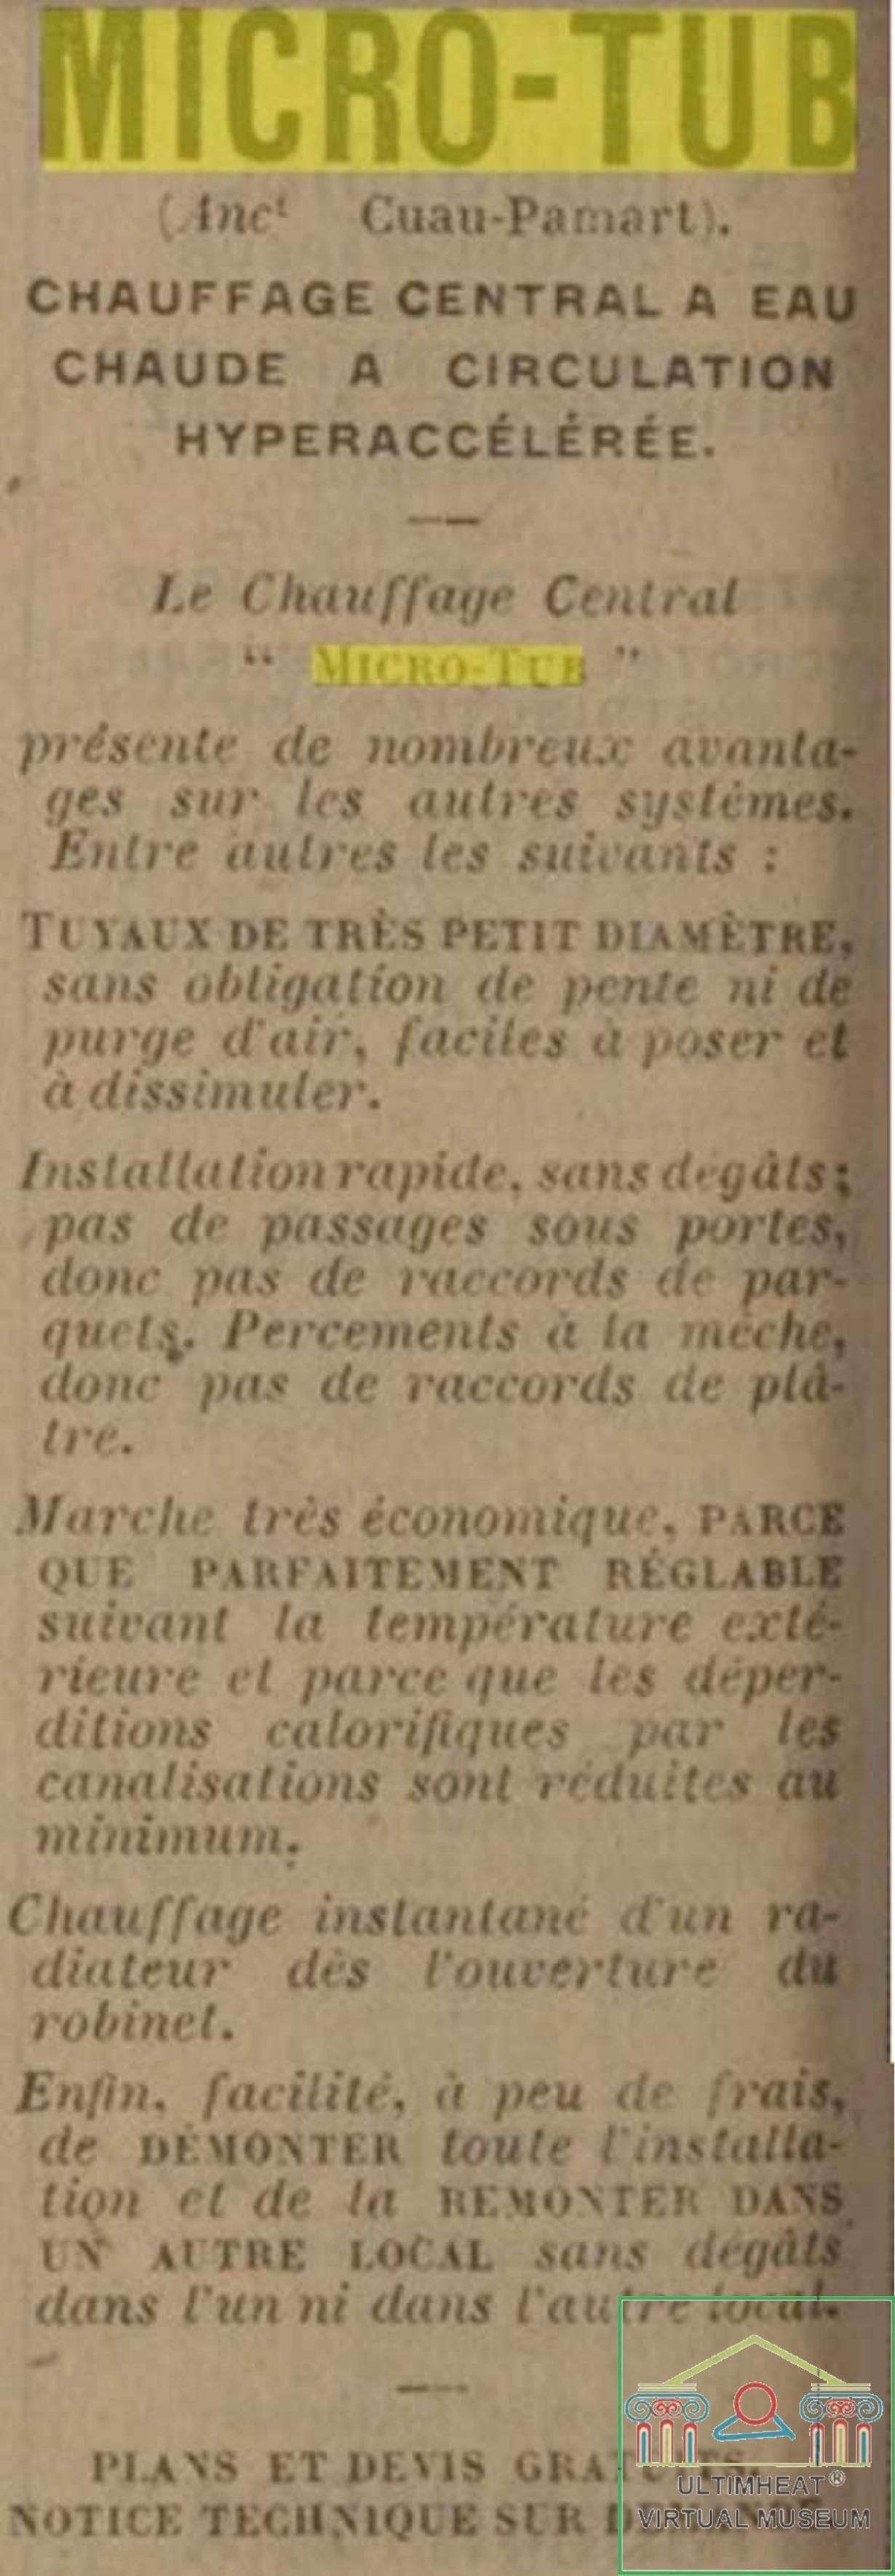 MICRO-TUB
(Anct Cuau-Pamart).
CHAUFFAGE CENTRAL A EAU
CHAUDE A CIRCULATION
HYPERACCÉLÉRÉE.
Le Chauffage Central
“ MICRO-TUB ”
présente de nombreux avanta-
ges sur les autres systèmes.
Entre autres les suivants :
TUYAUX DE TRÈS PETIT DIAMÈTRE,
sans obligation de pente ni de
purge d'air, faciles à poser et
à dissimuler.
Installation rapide, sans dégâts ;
pas de passages sous portes,
donc pas de raccords de par-
quets. Percements à la mèche,
donc pas de raccords de plâ-
tre.
Marche très économique, PARCE
QUE PARFAITEMENT RÉGLABLE
suivant la température exté-
rieure et parce que les déper-
ditions calorifiques par les
canalisations sont réduites au
minimum.
Chauffage instantané d'un ra-
diateur dès l'ouverture du
robinet.
Enfin, facilité, à peu de frais,
de DÉMONTER toute l'installa-
tion et de la REMONTER DANS
UN AUTRE LOCAL sans dégâts
dans l'un ni dans l'autre local.
PLANS ET DEVIS
NOTICE TECHNIQUE SUR
ULTIMHEAT®
VIRTUAL MUSEUM